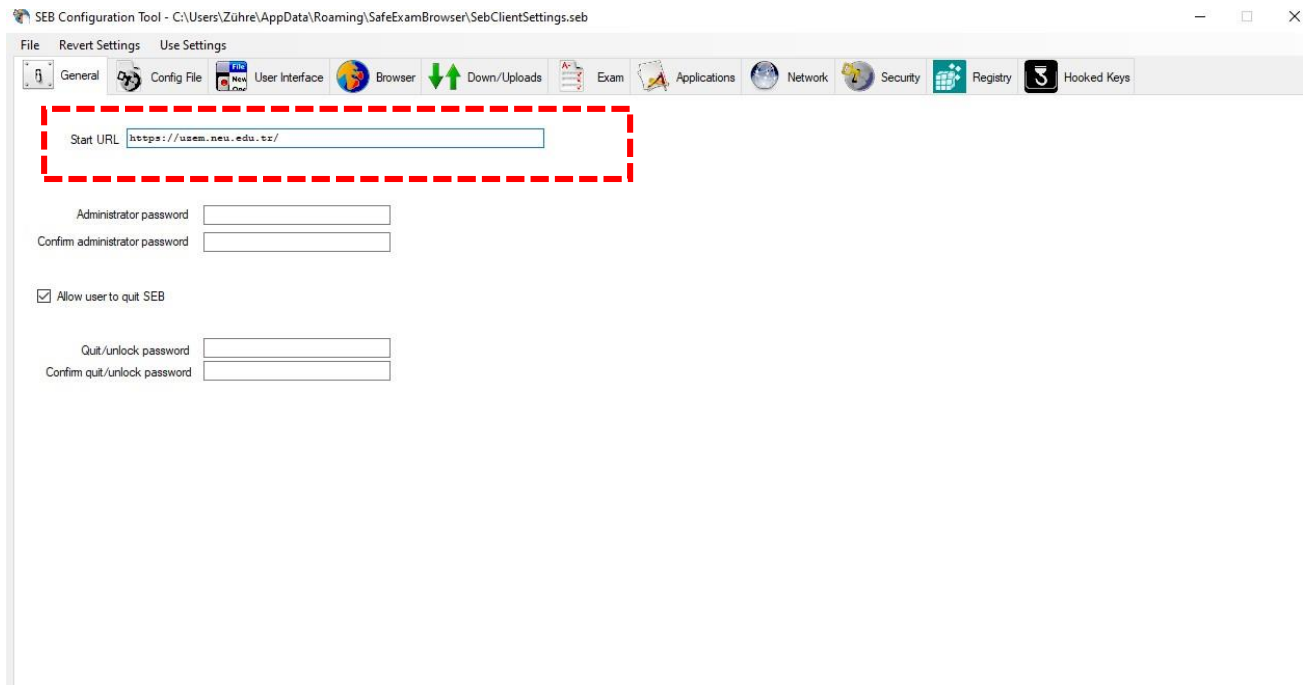 SEB Configuration Tool - C:\Users\Zühre\AppData\Roaming\SafeExamBrowser\SebClientSettings.seb
File Revert Settings Use Settings
General Config File User Interface Browser Down/Uploads Exam Applications Network Security Registry Hooked Keys
Start URL https://uzem.neu.edu.tr/
Administrator password
Confirm administrator password
Allow user to quit SEB
Quit/unlock password
Confirm quit/unlock password